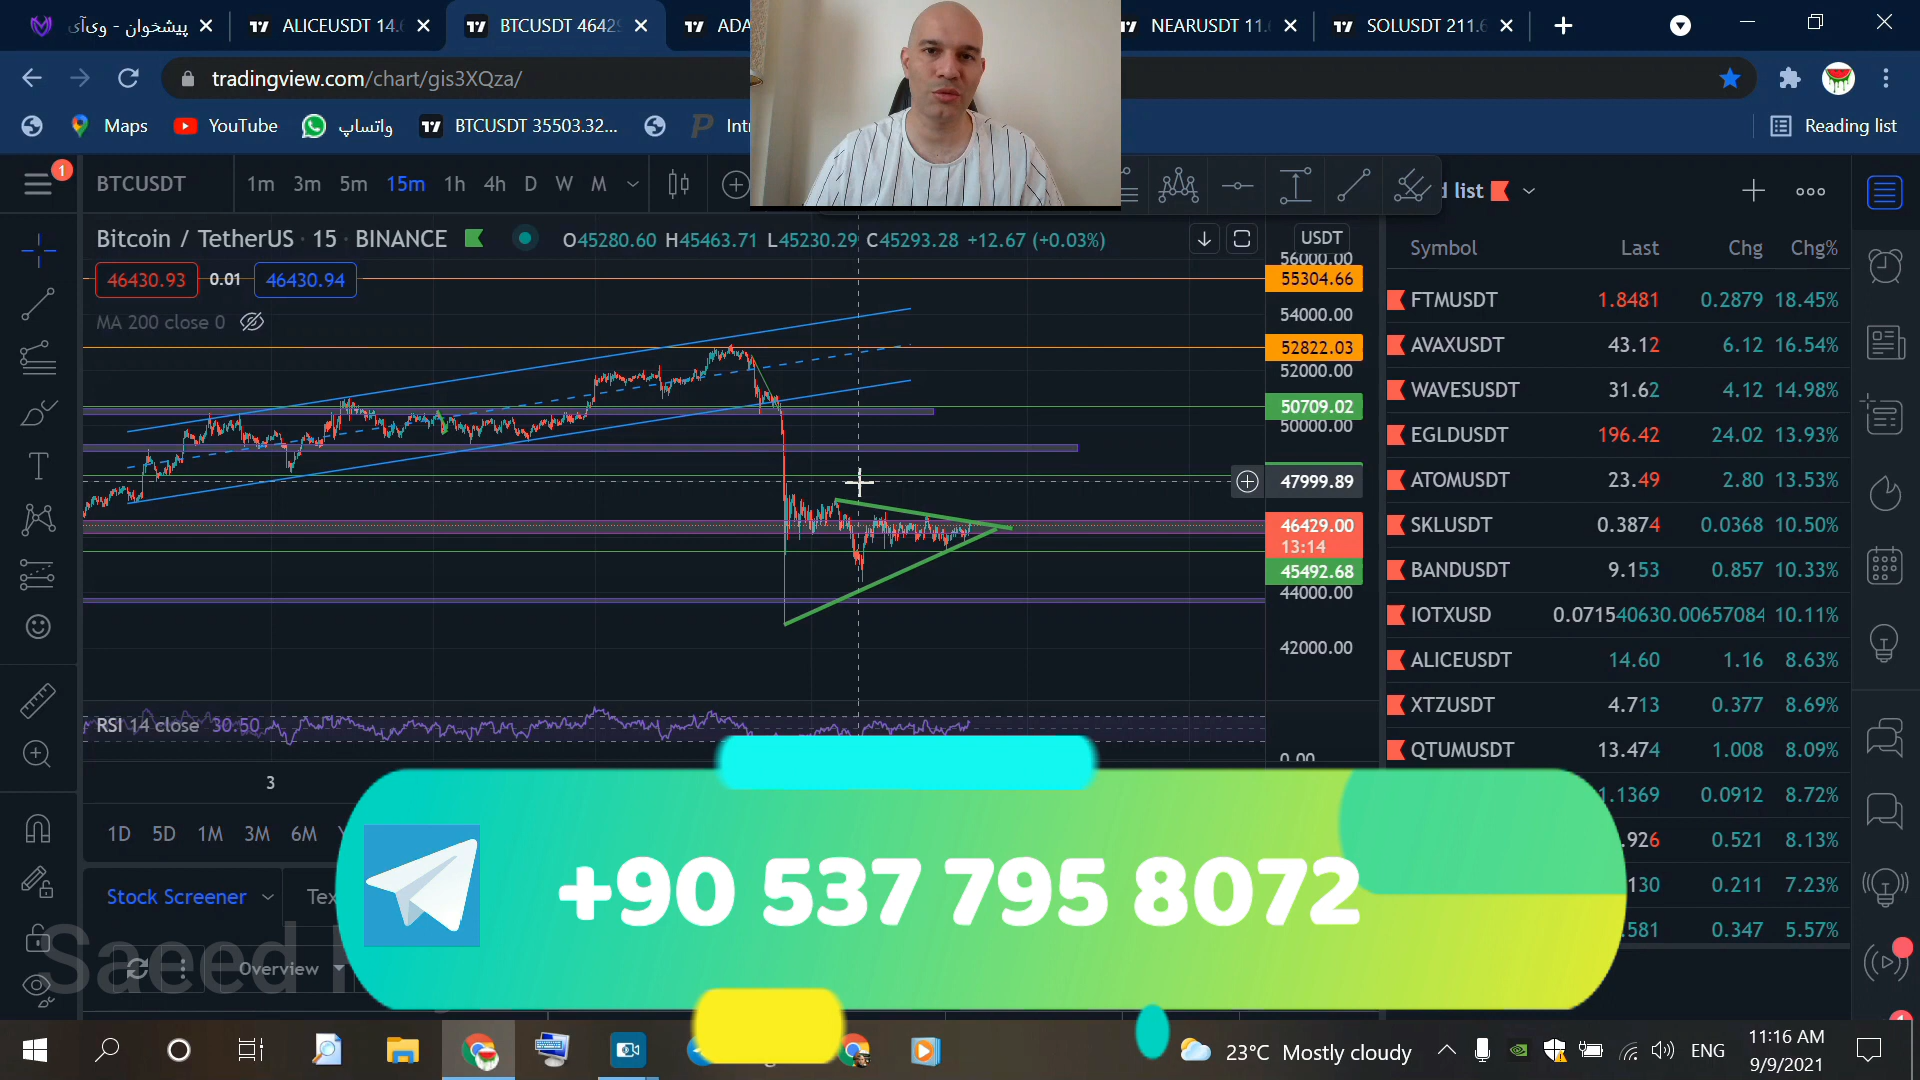 پیشخوان - وی‌آی
ALICEUSDT 14.
BTCUSDT 4642
ADA
NEARUSDT 11.
SOLUSDT 211.6
tradingview.com/chart/gis3XQza/
Maps
YouTube
واتساپ
BTCUSDT 35503.32...
Reading list
1
BTCUSDT
1m 3m 5m 15m 1h 4h D W M
list
Bitcoin / TetherUS · 15 · BINANCE
O45280.60 H45463.71 L45230.29 C45293.28 +12.67 (+0.03%)
USDT
46430.93 0.01 46430.94
MA 200 close 0
56000.00
55304.66
54000.00
52822.03
52000.00
50709.02
50000.00
47999.89
46429.00
13:14
45492.68
44000.00
42000.00
RSI 14 close 30.50
0.00
3
1D 5D 1M 3M 6M
Stock Screener
Overview
Saeed
Symbol Last Chg Chg%
FTMUSDT 1.8481 0.2879 18.45%
AVAXUSDT 43.12 6.12 16.54%
WAVESUSDT 31.62 4.12 14.98%
EGLDUSDT 196.42 24.02 13.93%
ATOMUSDT 23.49 2.80 13.53%
SKLUSDT 0.3874 0.0368 10.50%
BANDUSDT 9.153 0.857 10.33%
IOTXUSD 0.071540630.00657084 10.11%
ALICEUSDT 14.60 1.16 8.63%
XTZUSDT 4.713 0.377 8.69%
QTUMUSDT 13.474 1.008 8.09%
1.1369 0.0912 8.72%
.926 0.521 8.13%
130 0.211 7.23%
.581 0.347 5.57%
+90 537 795 8072
23°C Mostly cloudy
ENG
11:16 AM
9/9/2021